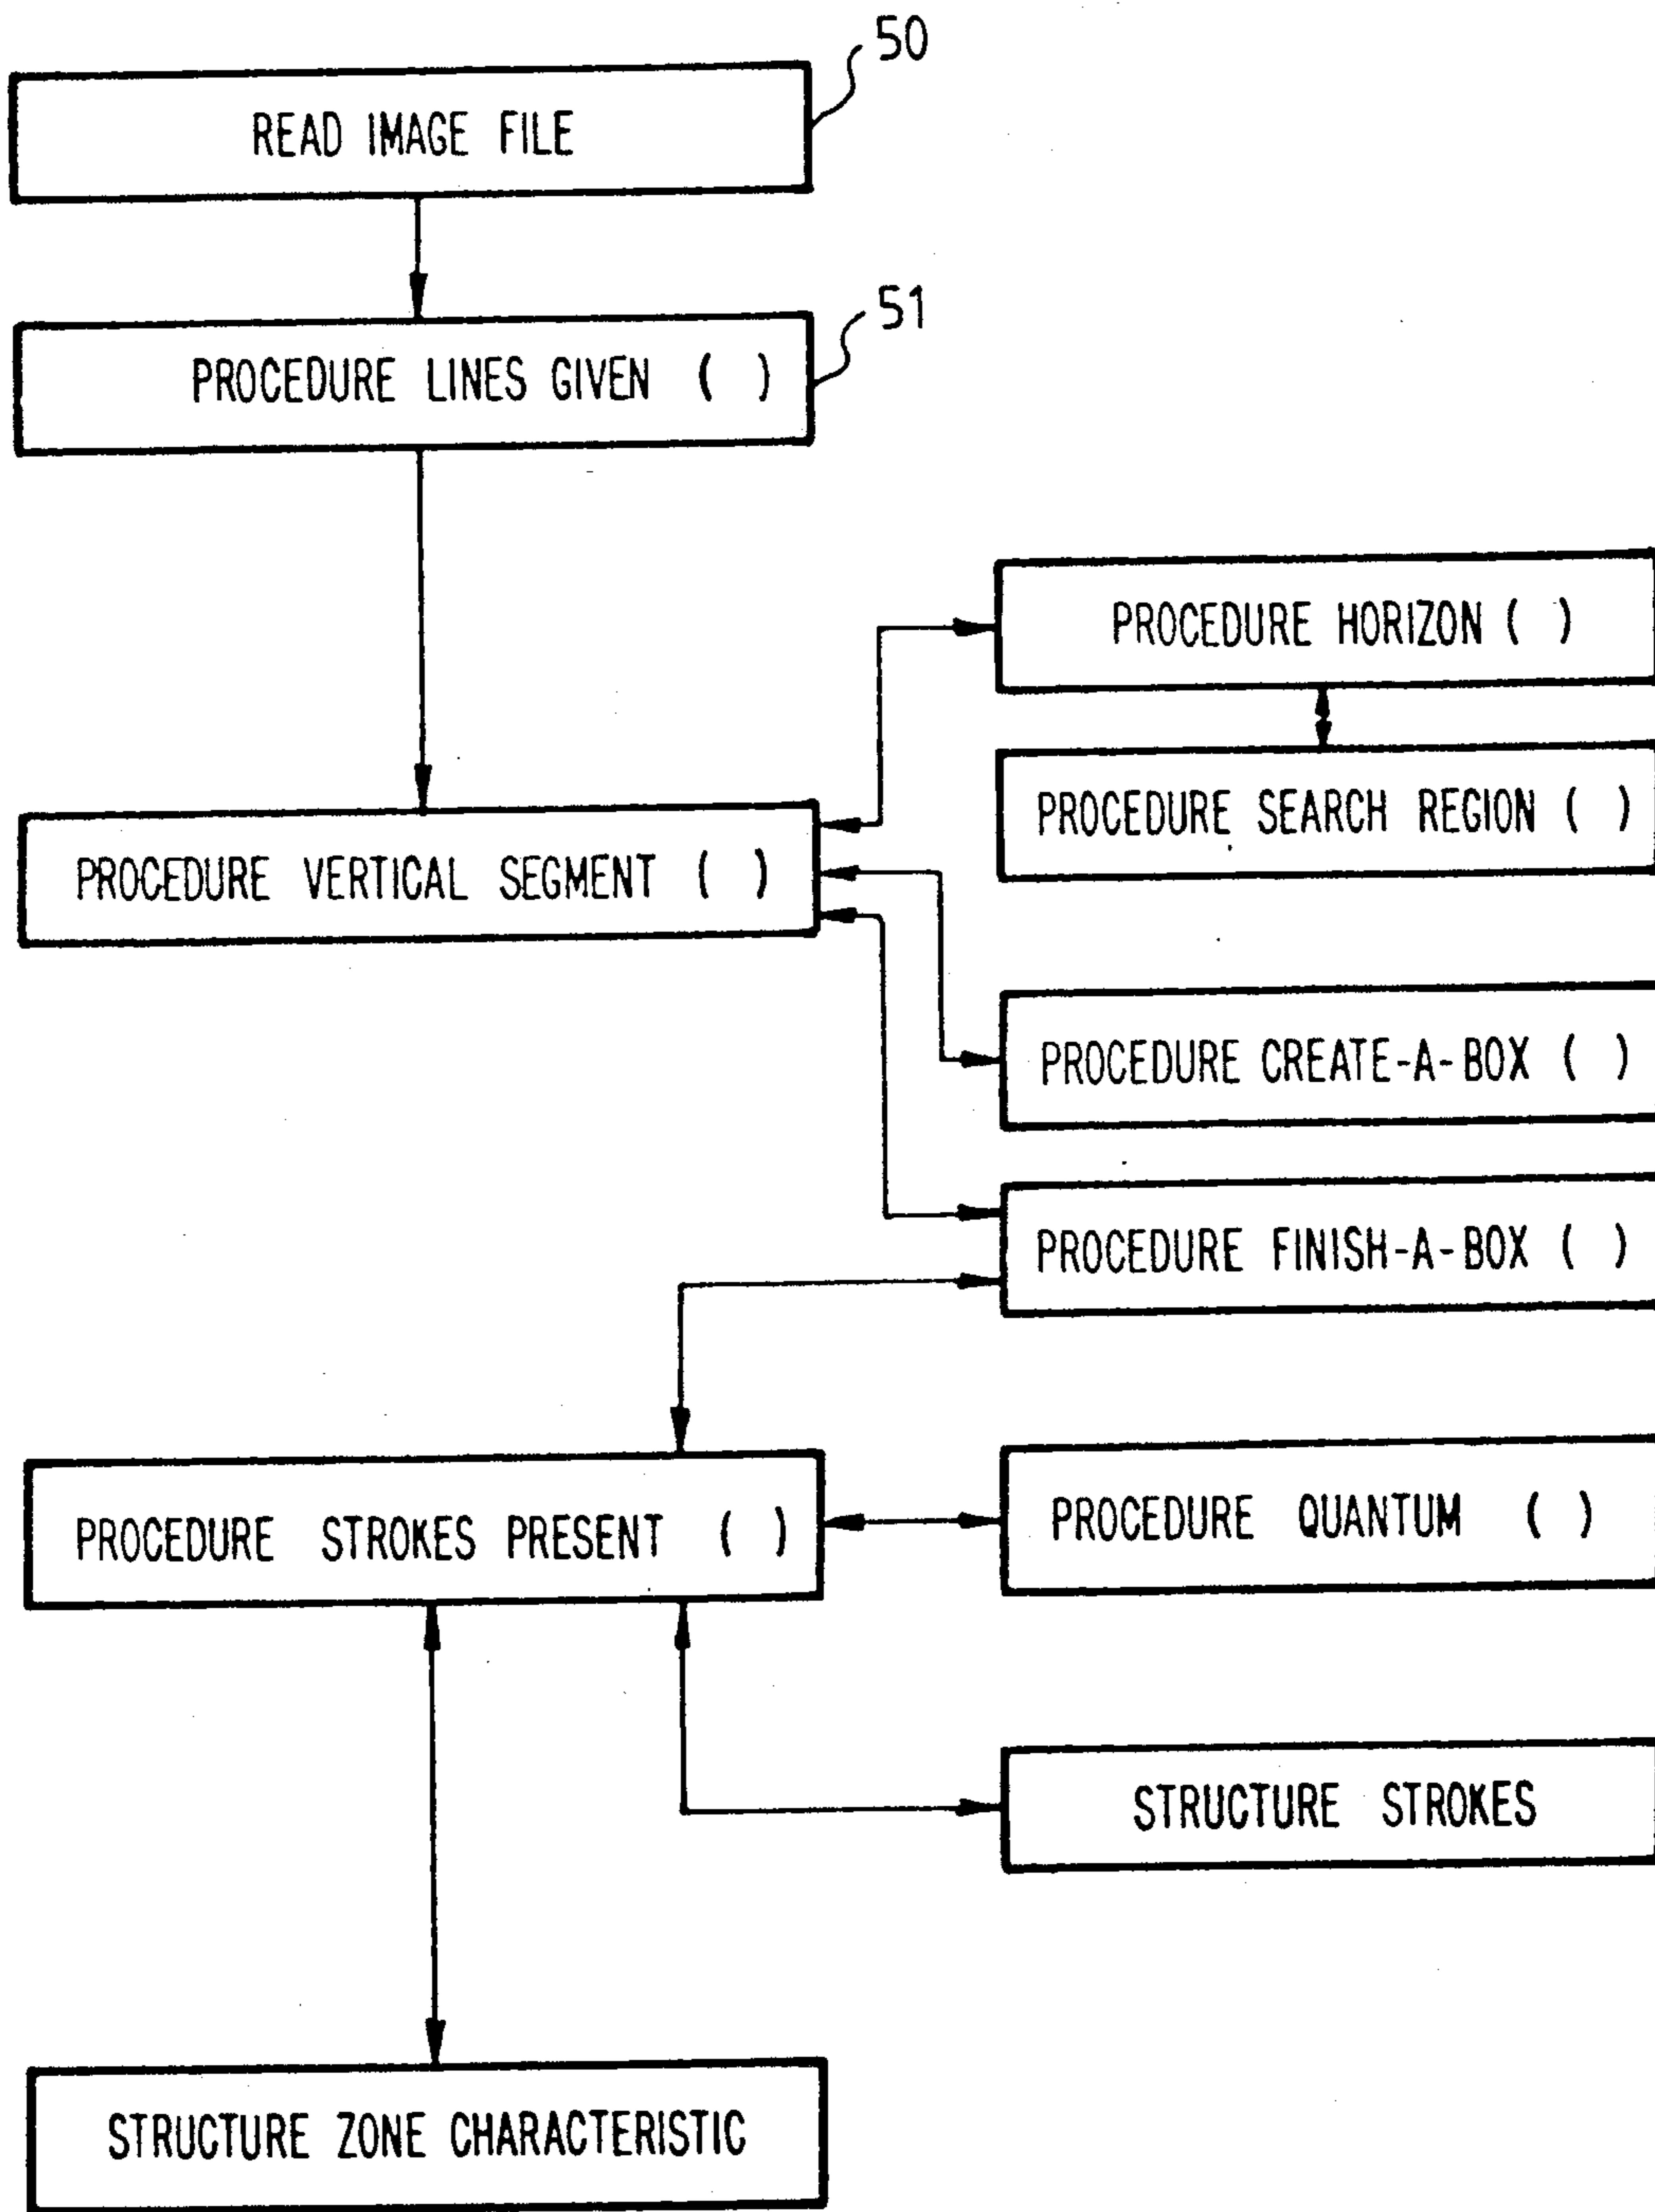 50
READ IMAGE FILE
51
PROCEDURE LINES GIVEN ( )
PROCEDURE HORIZON ( )
PROCEDURE SEARCH REGION ( )
PROCEDURE VERTICAL SEGMENT ( )
PROCEDURE CREATE-A-BOX ( )
PROCEDURE FINISH-A-BOX ( )
PROCEDURE STROKES PRESENT ( )
PROCEDURE QUANTUM ( )
STRUCTURE STROKES
STRUCTURE ZONE CHARACTERISTIC